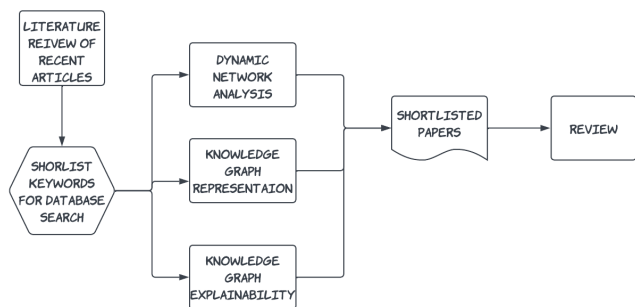 LITERATURE
REIVEW OF
RECENT
ARTICLES
SHORLIST
KEYWORDS
FOR DATABASE
SEARCH
DYNAMIC
NETWORK
ANALYSIS
KNOWLEDGE
GRAPH
REPRESENTAION
KNOWLEDGE
GRAPH
EXPLAINABILITY
SHORTLISTED
PAPERS
REVIEW